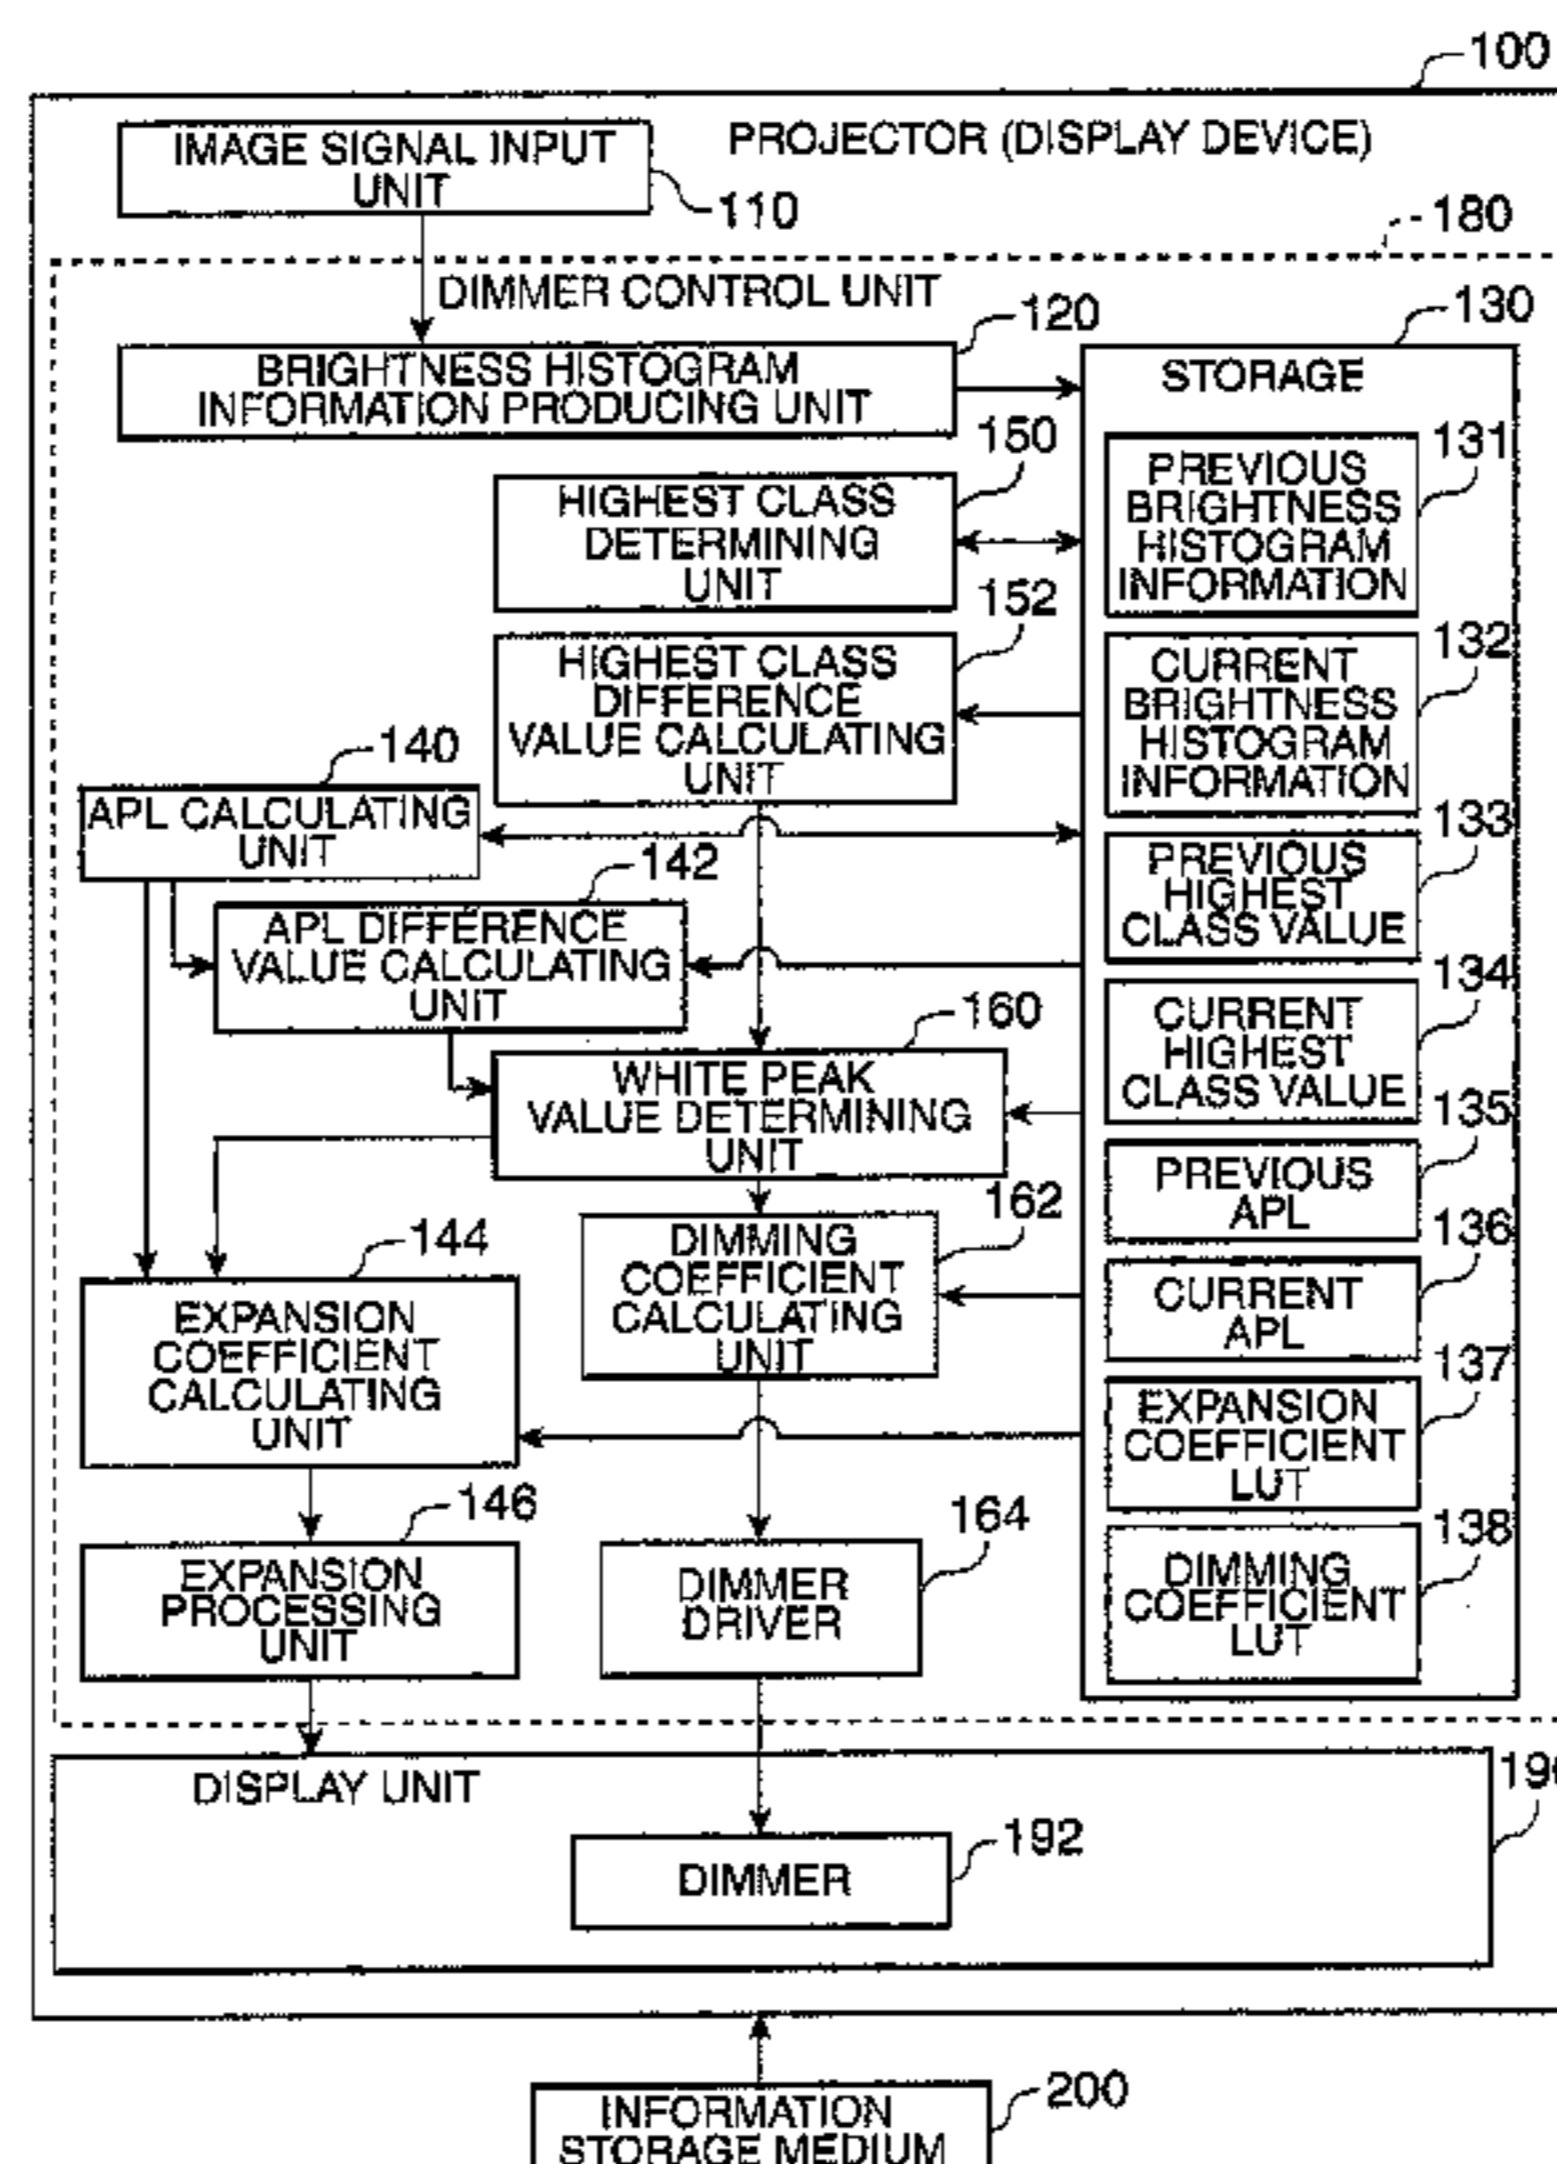 100
PROJECTOR (DISPLAY DEVICE)
IMAGE SIGNAL INPUT
UNIT
110
180
DIMMER CONTROL UNIT
120
BRIGHTNESS HISTOGRAM
INFORMATION PRODUCING UNIT
130
STORAGE
150
HIGHEST CLASS
DETERMINING
UNIT
131
PREVIOUS
BRIGHTNESS
HISTOGRAM
INFORMATION
152
HIGHEST CLASS
DIFFERENCE
VALUE CALCULATING
UNIT
132
CURRENT
BRIGHTNESS
HISTOGRAM
INFORMATION
140
APL CALCULATING
UNIT
133
PREVIOUS
HIGHEST
CLASS VALUE
142
APL DIFFERENCE
VALUE CALCULATING
UNIT
134
CURRENT
HIGHEST
CLASS VALUE
160
WHITE PEAK
VALUE DETERMINING
UNIT
135
PREVIOUS
APL
162
DIMMING
COEFFICIENT
CALCULATING
UNIT
136
CURRENT
APL
144
EXPANSION
COEFFICIENT
CALCULATING
UNIT
137
EXPANSION
COEFFICIENT
LUT
146
EXPANSION
PROCESSING
UNIT
164
DIMMER
DRIVER
138
DIMMING
COEFFICIENT
LUT
DISPLAY UNIT
192
DIMMER
200
INFORMATION
STORAGE MEDIUM